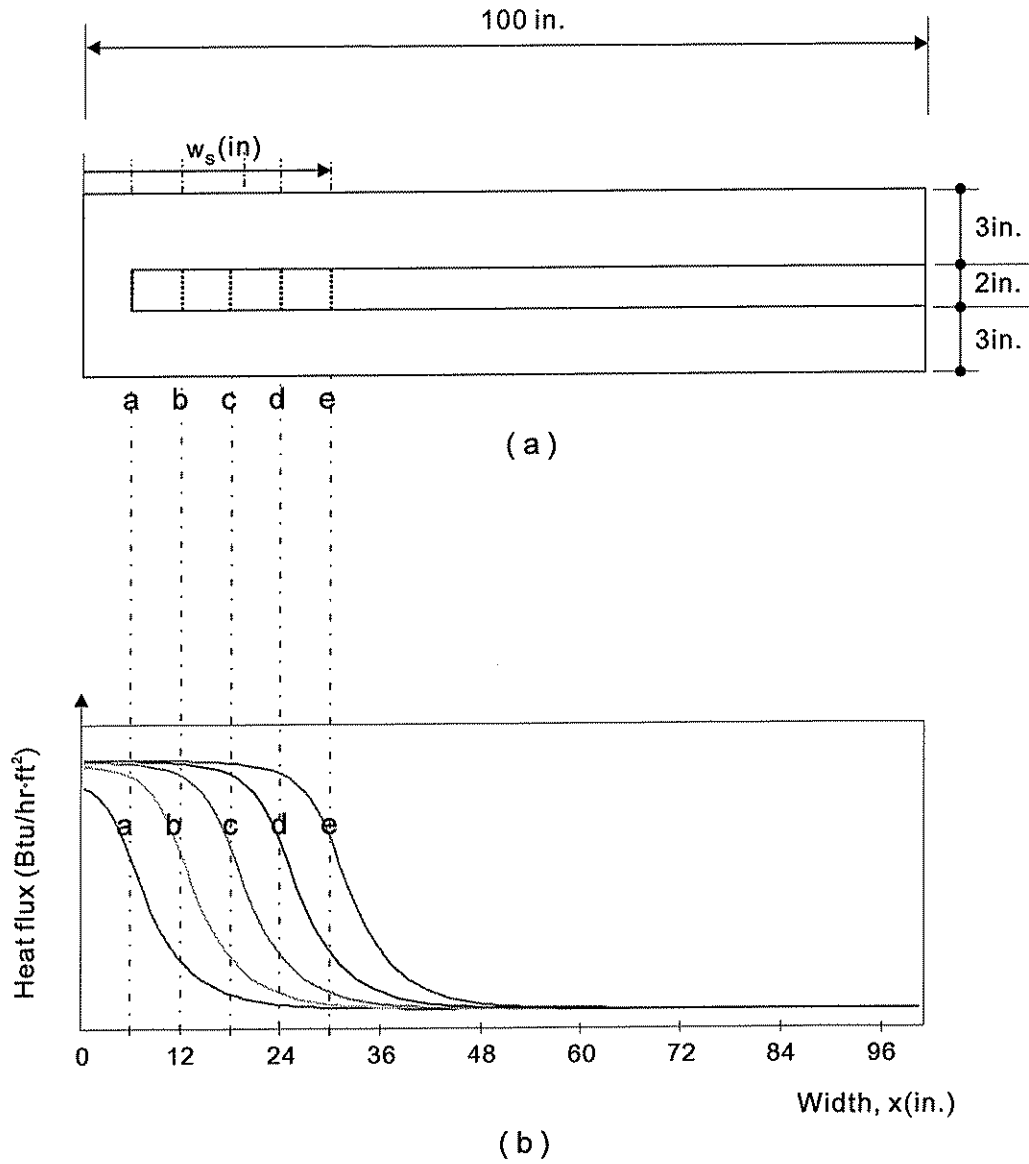 100 in.
wₛ(in)
3in.
2in.
3in.
a b c d e
(a)
Heat flux (Btu/hr·ft²)
a b c d e
0 12 24 36 48 60 72 84 96
Width, x(in.)
(b)